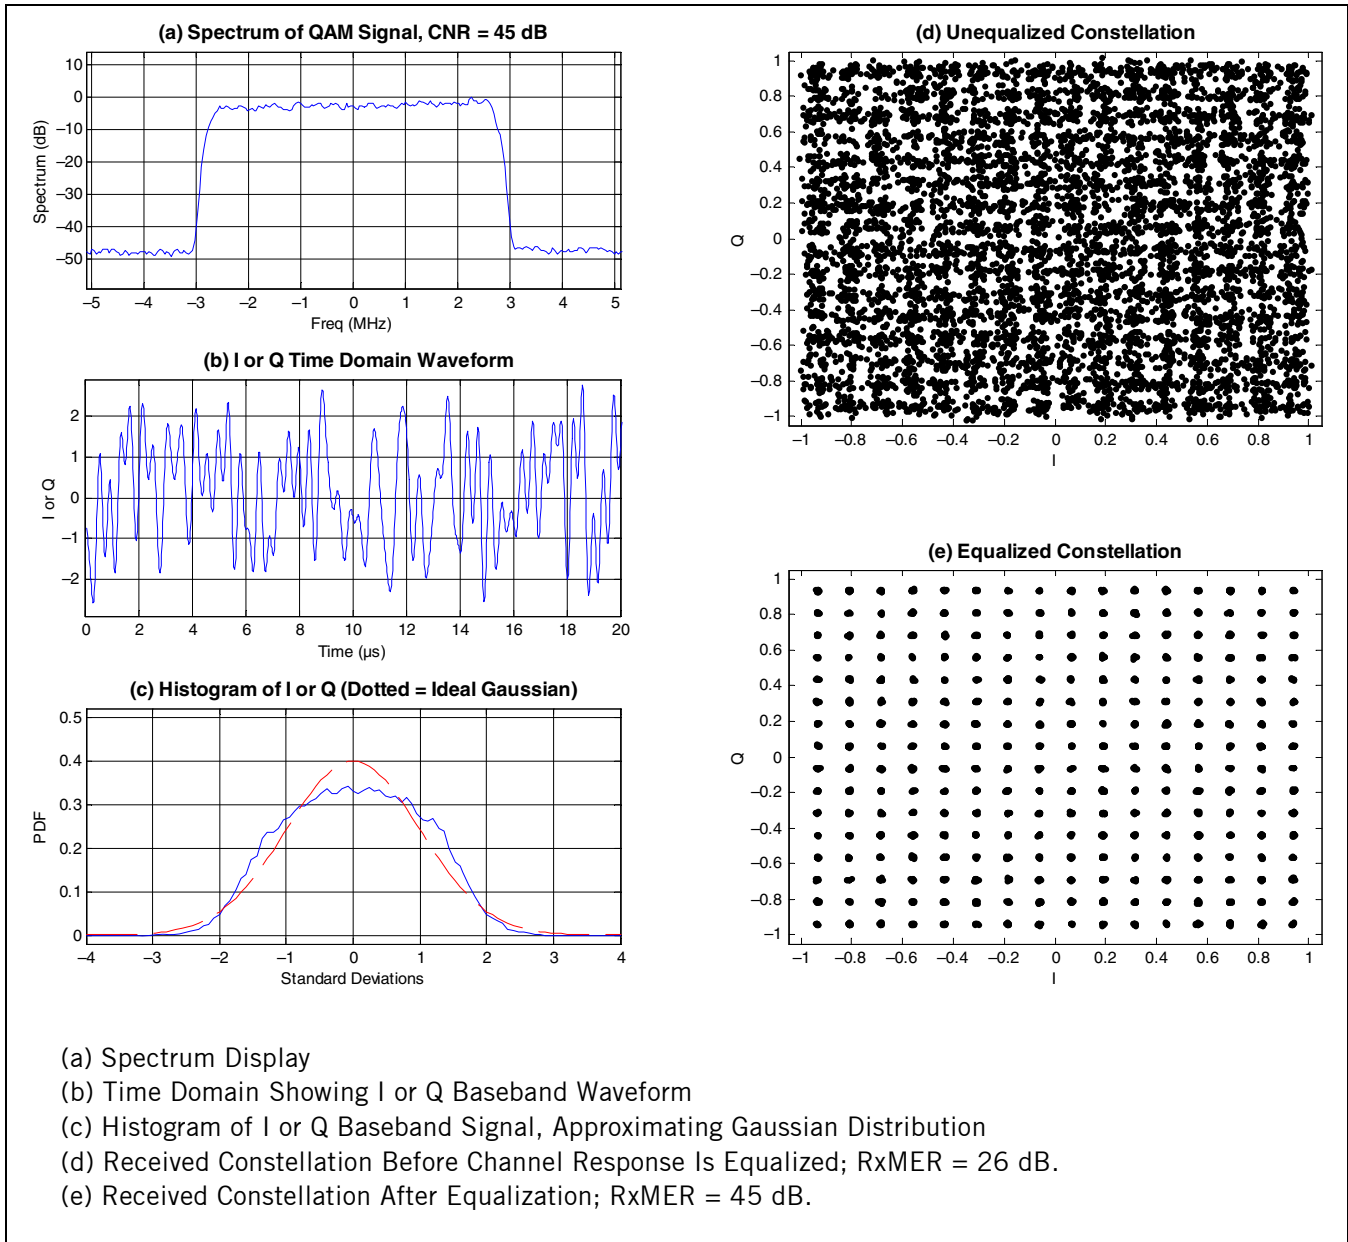 (a) Spectrum of QAM Signal, CNR = 45 dB
10
0
−10
−20
−30
−40
−50
Spectrum (dB)
−5 −4 −3 −2 −1 0 1 2 3 4 5
Freq (MHz)
(b) I or Q Time Domain Waveform
2
1
0
−1
−2
I or Q
0 2 4 6 8 10 12 14 16 18 20
Time (µs)
(c) Histogram of I or Q (Dotted = Ideal Gaussian)
0.5
0.4
0.3
0.2
0.1
0
PDF
−4 −3 −2 −1 0 1 2 3 4
Standard Deviations
(d) Unequalized Constellation
1
0.8
0.6
0.4
0.2
0
−0.2
−0.4
−0.6
−0.8
−1
Q
−1 −0.8 −0.6 −0.4 −0.2 0 0.2 0.4 0.6 0.8 1
I
(e) Equalized Constellation
1
0.8
0.6
0.4
0.2
0
−0.2
−0.4
−0.6
−0.8
−1
Q
−1 −0.8 −0.6 −0.4 −0.2 0 0.2 0.4 0.6 0.8 1
I
(a) Spectrum Display
(b) Time Domain Showing I or Q Baseband Waveform
(c) Histogram of I or Q Baseband Signal, Approximating Gaussian Distribution
(d) Received Constellation Before Channel Response Is Equalized; RxMER = 26 dB.
(e) Received Constellation After Equalization; RxMER = 45 dB.